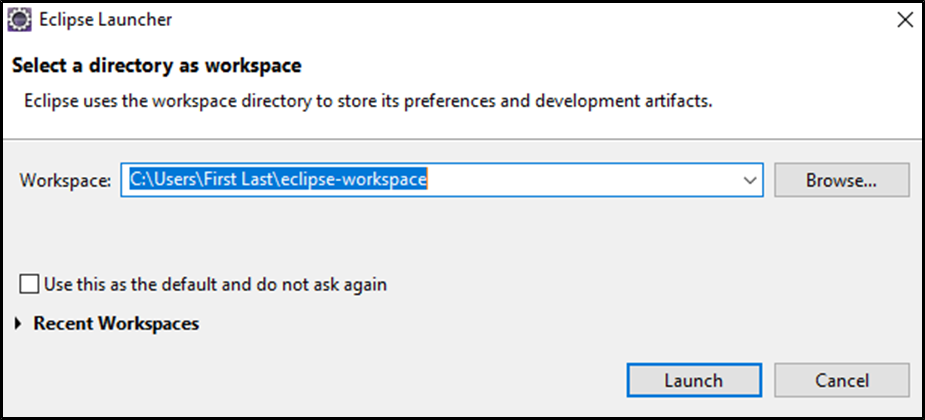 Eclipse Launcher
Select a directory as workspace
Eclipse uses the workspace directory to store its preferences and development artifacts.
Workspace: C:\Users\First Last\eclipse-workspace Browse...
Use this as the default and do not ask again
Recent Workspaces
Launch Cancel